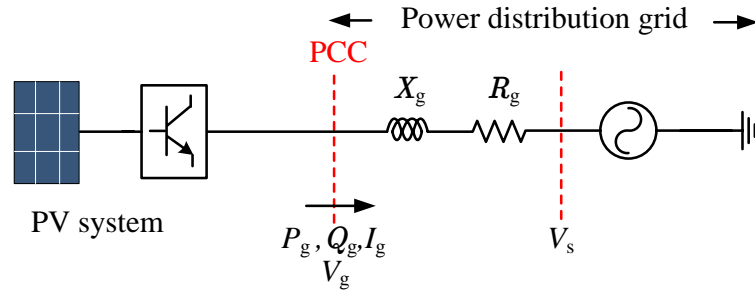 Power distribution grid
PCC
Xg
Rg
PV system
Pg , Qg,Ig
Vg
Vs